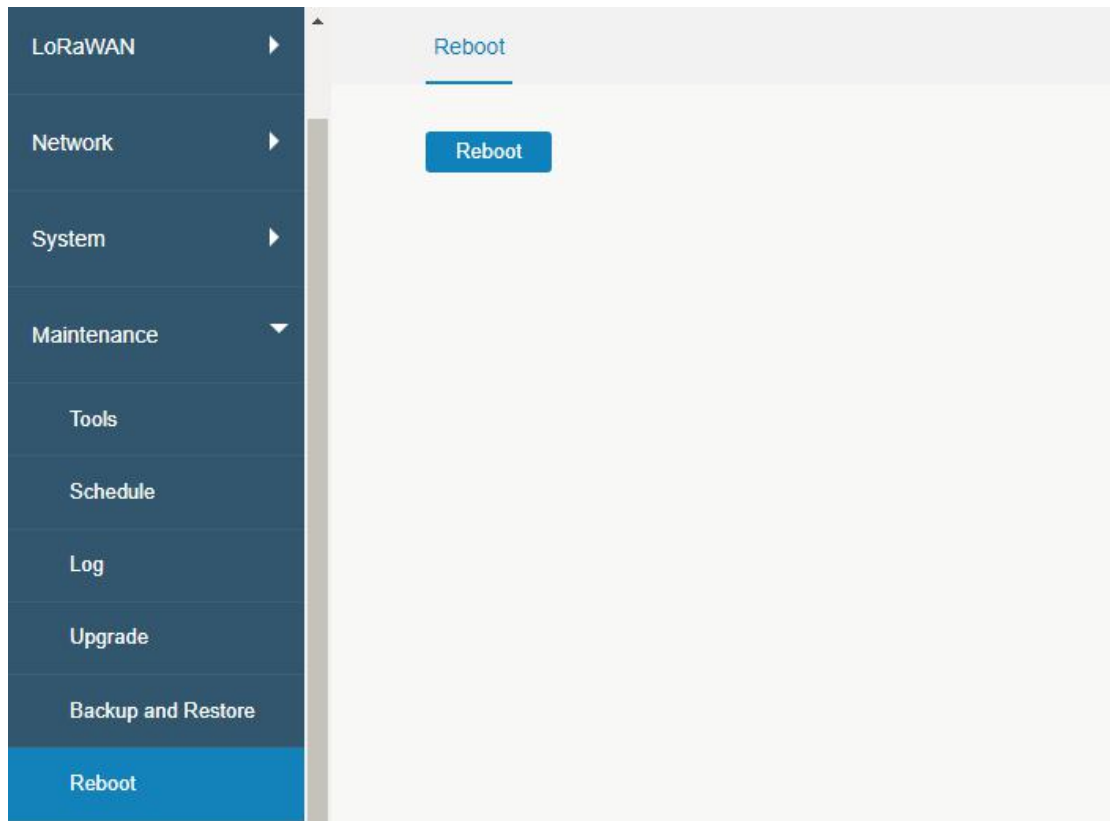 LoRaWAN
Network
System
Maintenance
Tools
Schedule
Log
Upgrade
Backup and Restore
Reboot
Reboot
Reboot